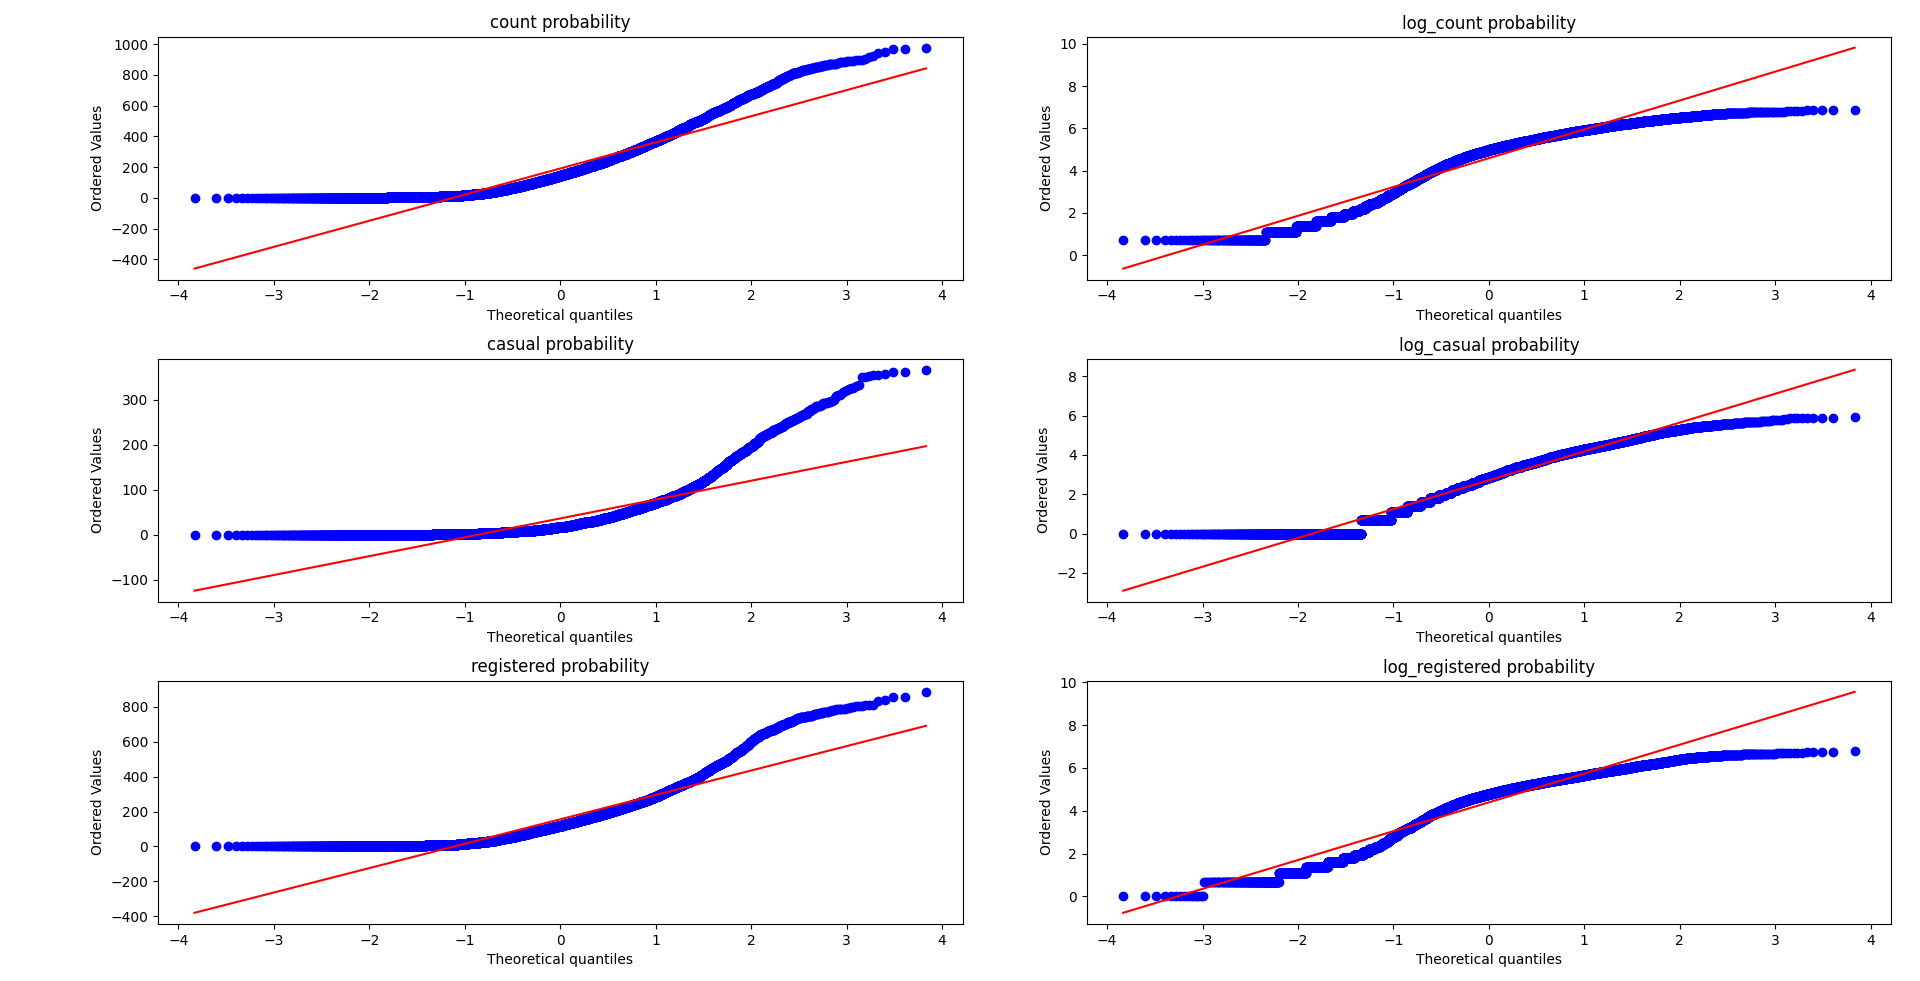 count probability
1000
800
600
400
200
0
−200
−400
Ordered Values
−4 −3 −2 −1 0 1 2 3 4
Theoretical quantiles
log_count probability
10
8
6
4
2
0
Ordered Values
−4 −3 −2 −1 0 1 2 3 4
Theoretical quantiles
casual probability
300
200
100
0
−100
Ordered Values
−4 −3 −2 −1 0 1 2 3 4
Theoretical quantiles
log_casual probability
8
6
4
2
0
−2
Ordered Values
−4 −3 −2 −1 0 1 2 3 4
Theoretical quantiles
registered probability
800
600
400
200
0
−200
−400
Ordered Values
−4 −3 −2 −1 0 1 2 3 4
Theoretical quantiles
log_registered probability
10
8
6
4
2
0
Ordered Values
−4 −3 −2 −1 0 1 2 3 4
Theoretical quantiles